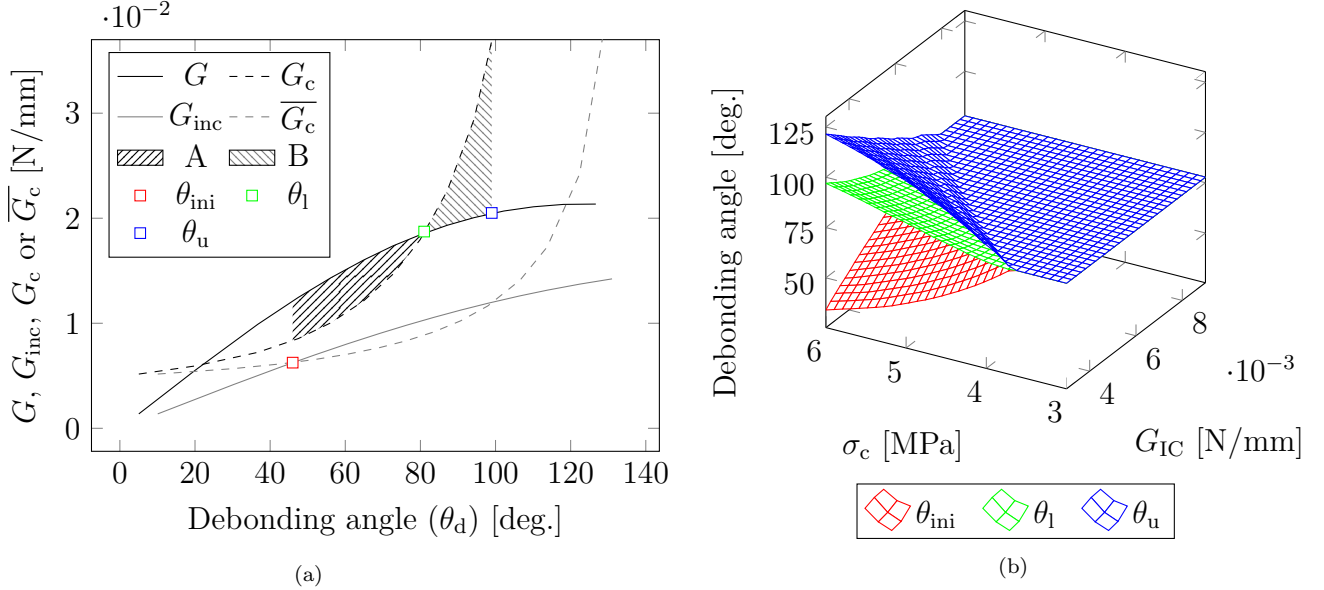 ·10⁻²
G, G_inc, G_c or \overline{G}_c [N/mm]
3
2
1
0
G G_c
G_inc \overline{G_c}
A B
θ_ini θ_l
θ_u
0 20 40 60 80 100 120 140
Debonding angle (θ_d) [deg.]
(a)
Debonding angle [deg.]
125
100
75
50
6 5 4 3
σ_c [MPa]
4 6 8
·10⁻³
G_IC [N/mm]
θ_ini θ_l θ_u
(b)